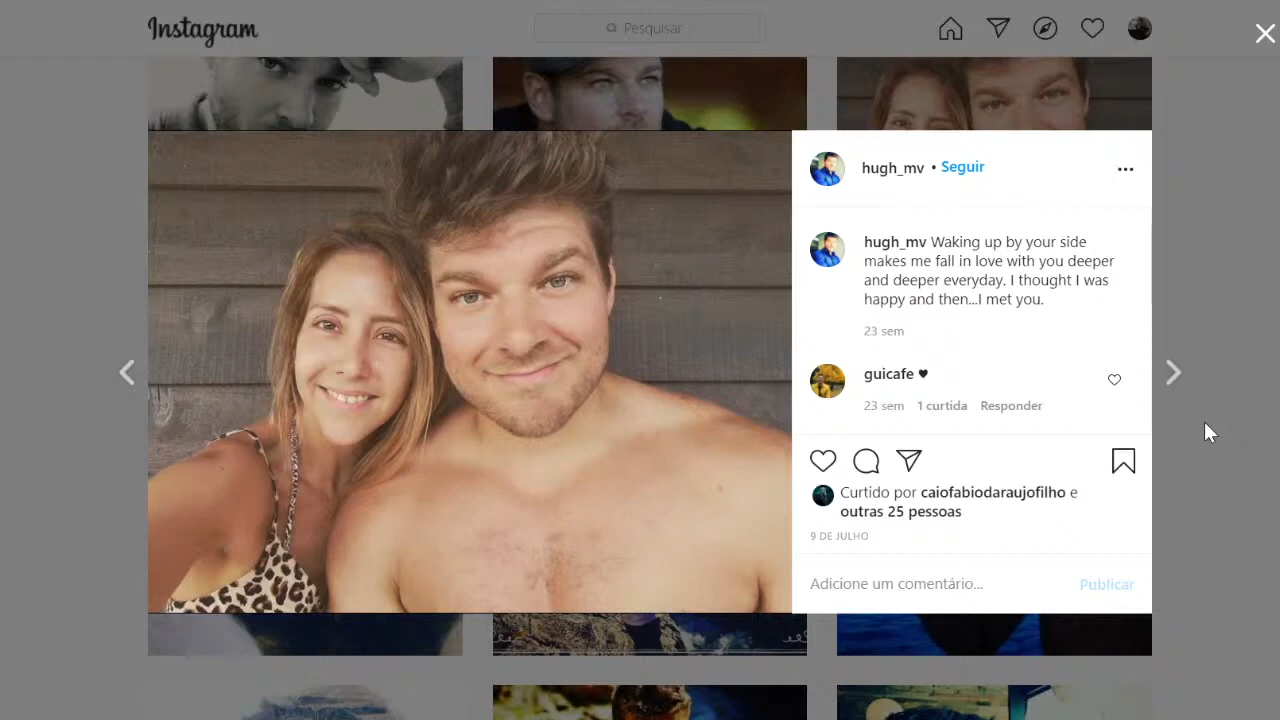 Instagram
Pesquisar
hugh_mv • Seguir
hugh_mv Waking up by your side
makes me fall in love with you deeper
and deeper everyday. I thought I was
happy and then...I met you.
23 sem
guicafe ♥
23 sem 1 curtida Responder
Curtido por caiofabiodaraujofilho e
outras 25 pessoas
9 DE JULHO
Adicione um comentário... Publicar